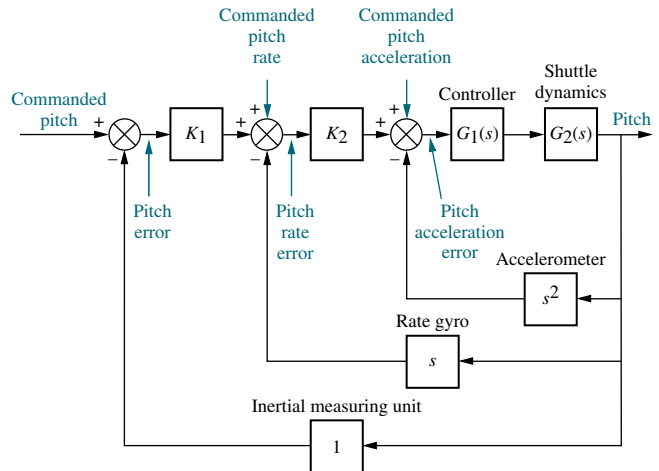 Commanded
pitch
rate
Commanded
pitch
acceleration
Controller
Shuttle
dynamics
Commanded
pitch
+
−
K1
+
+
−
K2
+
+
−
G1(s)
G2(s)
Pitch
Pitch
error
Pitch
rate
error
Pitch
acceleration
error
Accelerometer
s2
Rate gyro
s
Inertial measuring unit
1